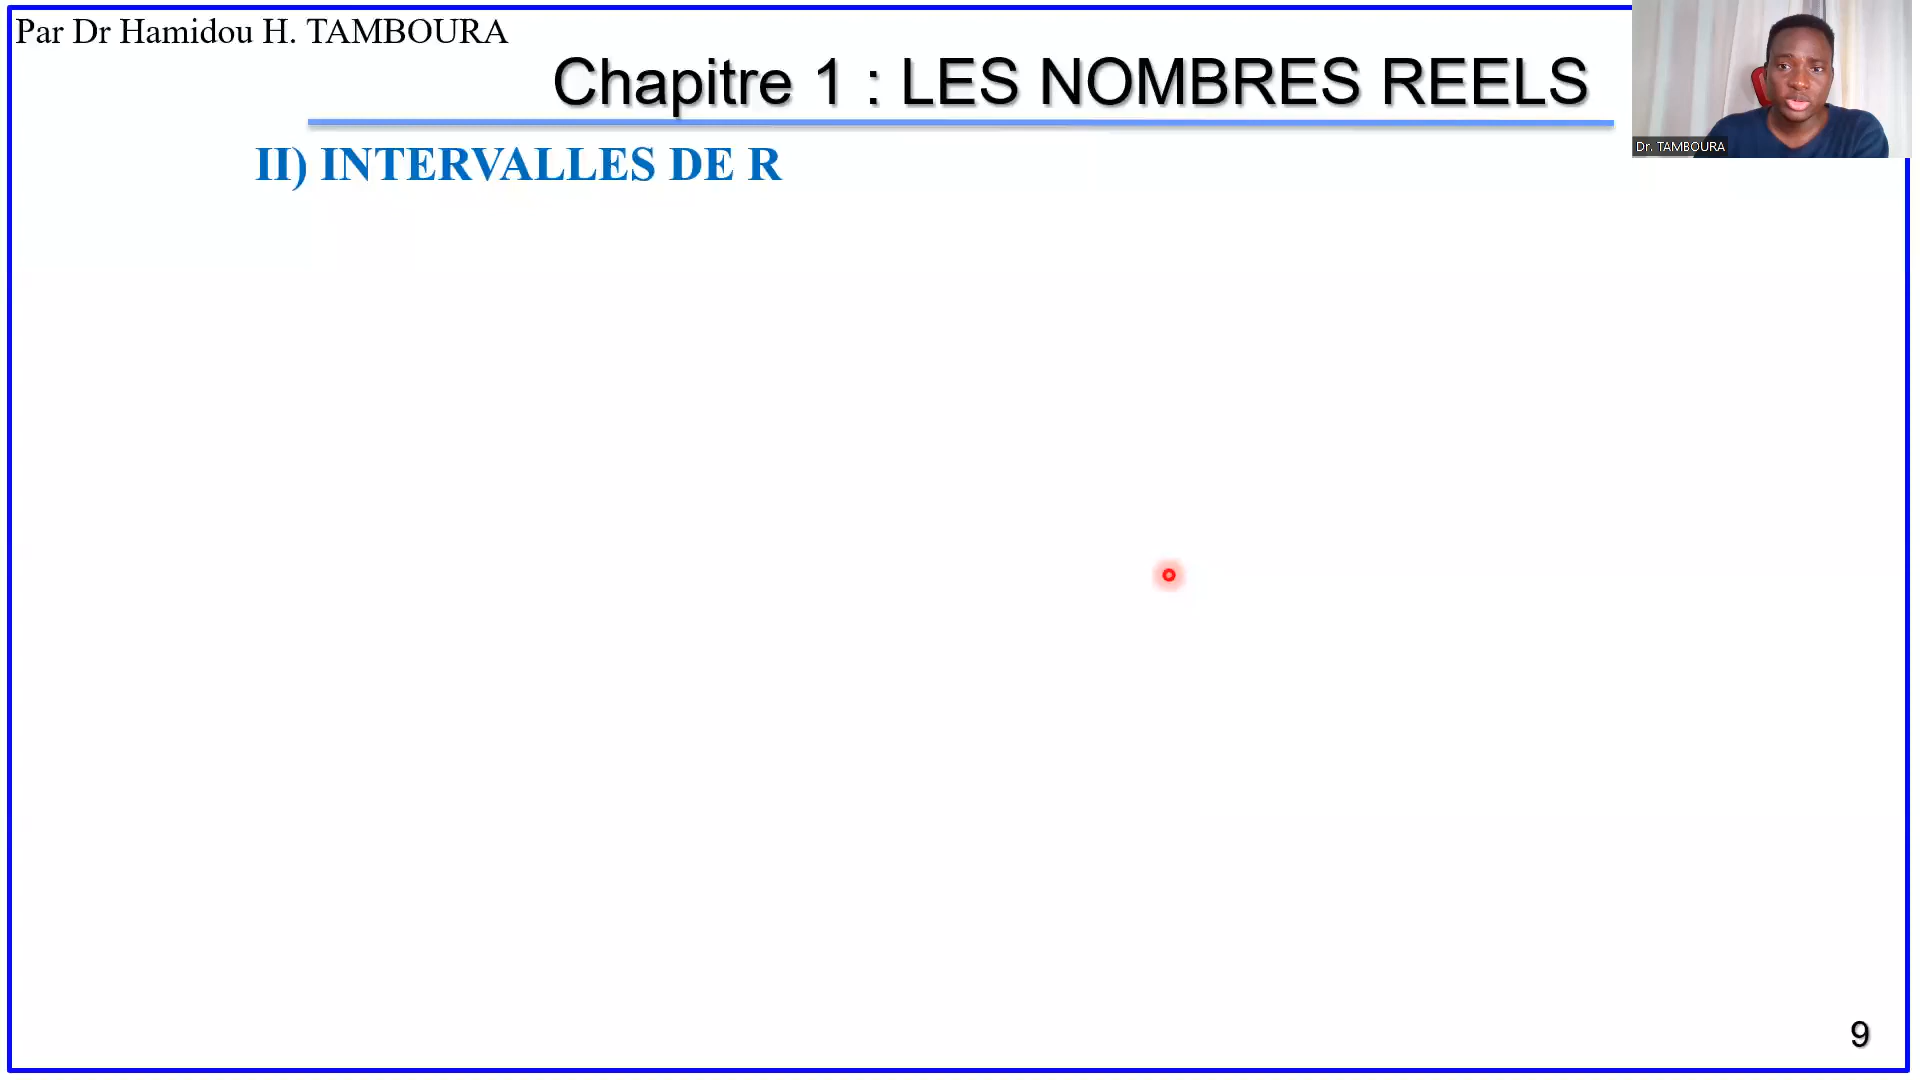 Par Dr Hamidou H. TAMBOURA
Chapitre 1 : LES NOMBRES REELS
Dr. TAMBOURA
II) INTERVALLES DE R
9